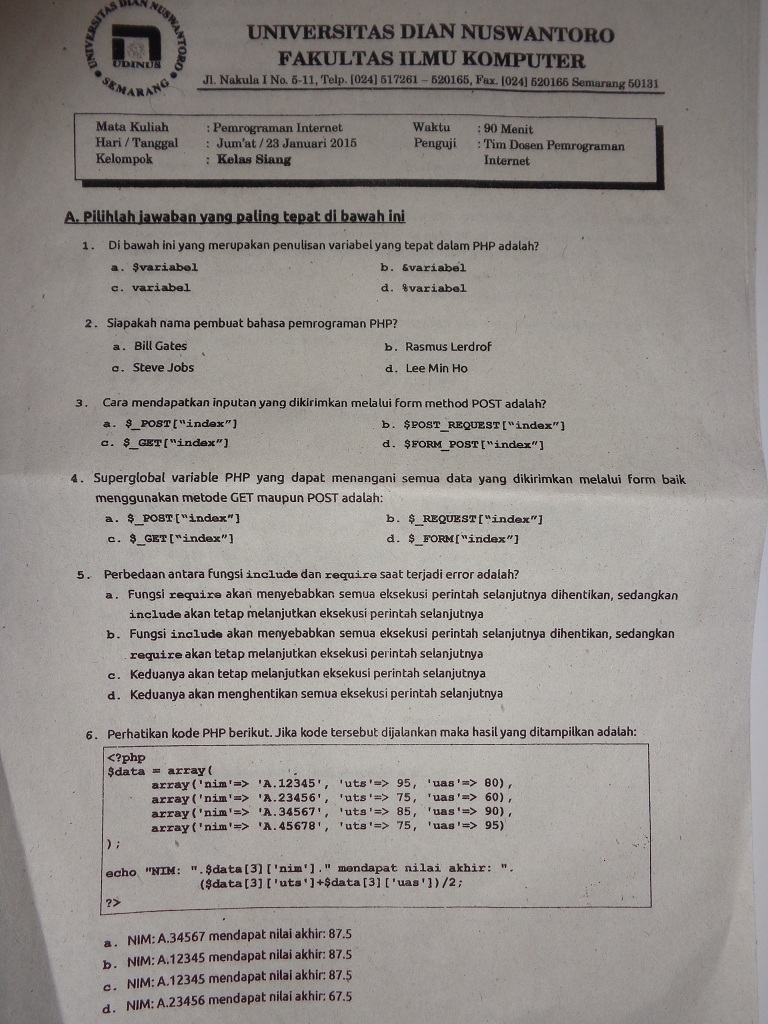 UNIVERSITAS DIAN NUSWANTORO
UDINUS
SEMARANG
UNIVERSITAS DIAN NUSWANTORO
FAKULTAS ILMU KOMPUTER
Jl. Nakula I No. 5-11, Telp. [024] 517261 – 520165, Fax. [024] 520165 Semarang 50131
Mata Kuliah : Pemrograman Internet Waktu : 90 Menit
Hari / Tanggal : Jum'at / 23 Januari 2015 Penguji : Tim Dosen Pemrograman
Kelompok : Kelas Siang Internet
A. Pilihlah jawaban yang paling tepat di bawah ini
1. Di bawah ini yang merupakan penulisan variabel yang tepat dalam PHP adalah?
a. $variabel b. &variabel
c. variabel d. %variabel
2. Siapakah nama pembuat bahasa pemrograman PHP?
a. Bill Gates b. Rasmus Lerdrof
c. Steve Jobs d. Lee Min Ho
3. Cara mendapatkan inputan yang dikirimkan melalui form method POST adalah?
a. $_POST["index"] b. $POST_REQUEST["index"]
c. $_GET["index"] d. $FORM_POST["index"]
4. Superglobal variable PHP yang dapat menangani semua data yang dikirimkan melalui form baik
menggunakan metode GET maupun POST adalah:
a. $_POST["index"] b. $_REQUEST["index"]
c. $_GET["index"] d. $_FORM["index"]
5. Perbedaan antara fungsi include dan require saat terjadi error adalah?
a. Fungsi require akan menyebabkan semua eksekusi perintah selanjutnya dihentikan, sedangkan
include akan tetap melanjutkan eksekusi perintah selanjutnya
b. Fungsi include akan menyebabkan semua eksekusi perintah selanjutnya dihentikan, sedangkan
require akan tetap melanjutkan eksekusi perintah selanjutnya
c. Keduanya akan tetap melanjutkan eksekusi perintah selanjutnya
d. Keduanya akan menghentikan semua eksekusi perintah selanjutnya
6. Perhatikan kode PHP berikut. Jika kode tersebut dijalankan maka hasil yang ditampilkan adalah:
<?php
$data = array(
array('nim'=> 'A.12345', 'uts'=> 95, 'uas'=> 80),
array('nim'=> 'A.23456', 'uts'=> 75, 'uas'=> 60),
array('nim'=> 'A.34567', 'uts'=> 85, 'uas'=> 90),
array('nim'=> 'A.45678', 'uts'=> 75, 'uas'=> 95)
);
echo "NIM: ".$data[3]['nim']." mendapat nilai akhir: ".
($data[3]['uts']+$data[3]['uas'])/2;
?>
a. NIM: A.34567 mendapat nilai akhir: 87.5
b. NIM: A.12345 mendapat nilai akhir: 87.5
c. NIM: A.12345 mendapat nilai akhir: 87.5
d. NIM: A.23456 mendapat nilai akhir: 67.5